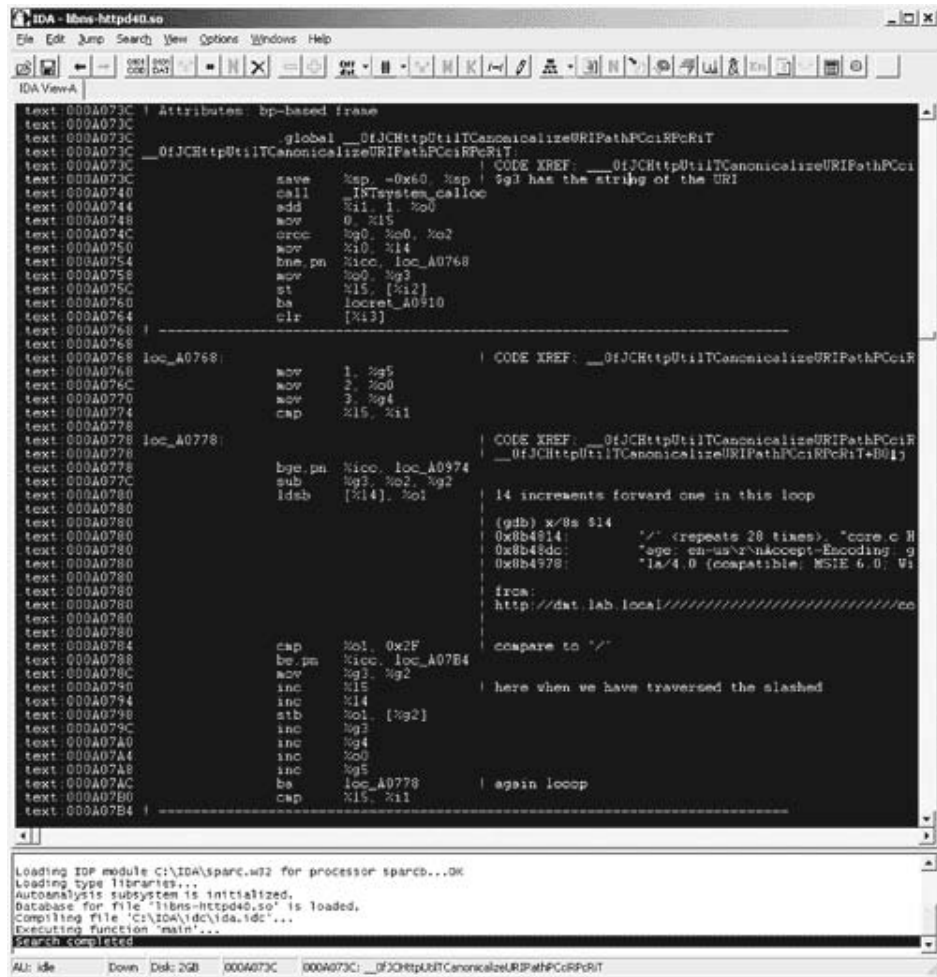 IDA - libns-httpd40.so
File Edit Jump Search View Options Windows Help
IDA View-A
text:000A073C ! Attributes: bp-based frame
text:000A073C
text:000A073C .global __0fJCHttpUtilTCanonicalizeURIPathPCciRPcRiT
text:000A073C __0fJCHttpUtilTCanonicalizeURIPathPCciRPcRiT:
text:000A073C ! CODE XREF: ___0fJCHttpUtilTCanonicalizeURIPathPCci
text:000A073C save %sp, -0x60, %sp ! $g3 has the string of the URI
text:000A0740 call _INTsystem_calloc
text:000A0744 add %i1, 1, %o0
text:000A0748 mov 0, %l5
text:000A074C orcc %g0, %o0, %o2
text:000A0750 mov %i0, %l4
text:000A0754 bne,pn %icc, loc_A0768
text:000A0758 mov %o0, %g3
text:000A075C st %l5, [%i2]
text:000A0760 ba locret_A0910
text:000A0764 clr [%i3]
text:000A0768 ! ---------------------------------------------------------------------------
text:000A0768
text:000A0768 loc_A0768: ! CODE XREF: __0fJCHttpUtilTCanonicalizeURIPathPCciR
text:000A0768 mov 1, %g5
text:000A076C mov 2, %o0
text:000A0770 mov 3, %g4
text:000A0774 cmp %l5, %i1
text:000A0778
text:000A0778 loc_A0778: ! CODE XREF: __0fJCHttpUtilTCanonicalizeURIPathPCciR
text:000A0778 ! __0fJCHttpUtilTCanonicalizeURIPathPCciRPcRiT+B0↓j
text:000A0778 bge,pn %icc, loc_A0974
text:000A077C sub %g3, %o2, %g2
text:000A0780 ldsb [%l4], %o1 ! l4 increments forward one in this loop
text:000A0780 !
text:000A0780 ! (gdb) x/8s $l4
text:000A0780 ! 0x8b4814: "/" <repeats 28 times>, "core.c H
text:000A0780 ! 0x8b48dc: "age: en-us\r\nAccept-Encoding: g
text:000A0780 ! 0x8b4978: "la/4.0 (compatible; MSIE 6.0; Wi
text:000A0780 !
text:000A0780 ! from:
text:000A0780 ! http://dmt.lab.local////////////////////////////co
text:000A0780 !
text:000A0780 !
text:000A0784 cmp %o1, 0x2F ! compare to "/"
text:000A0788 be,pn %icc, loc_A07B4
text:000A078C mov %g3, %g2
text:000A0790 inc %l5 ! here when we have traversed the slashed
text:000A0794 inc %l4
text:000A0798 stb %o1, [%g2]
text:000A079C inc %g3
text:000A07A0 inc %g4
text:000A07A4 inc %o0
text:000A07A8 inc %g5
text:000A07AC ba loc_A0778 ! again locop
text:000A07B0 cmp %l5, %i1
text:000A07B4 ! ---------------------------------------------------------------------------
Loading IDP module C:\IDA\sparc.w32 for processor sparcb...OK
Loading type libraries...
Autoanalysis subsystem is initialized.
Database for file 'libns-httpd40.so' is loaded.
Compiling file 'C:\IDA\idc\ida.idc'...
Executing function 'main'...
Search completed
AU: idle Down Disk: 2GB 000A073C 000A073C: __0fJCHttpUtilTCanonicalizeURIPathPCciRPcRiT